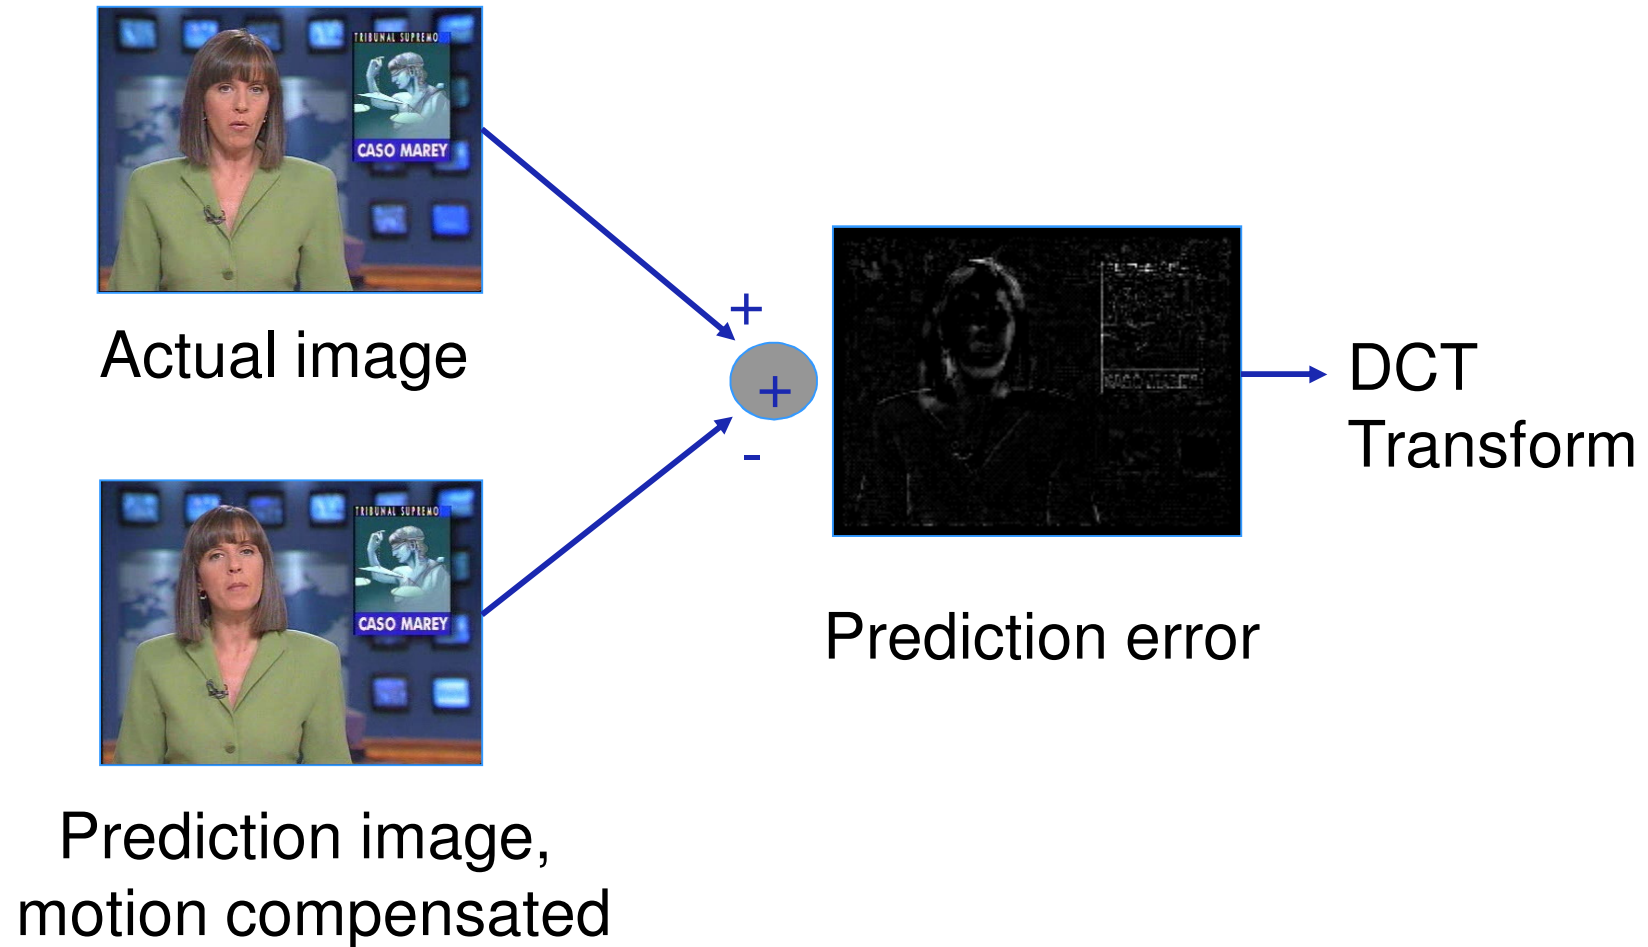 TRIBUNAL SUPREMO
CASO MAREY
Actual image
+
+
-
DCT
Transform
Prediction error
TRIBUNAL SUPREMO
CASO MAREY
Prediction image,
motion compensated